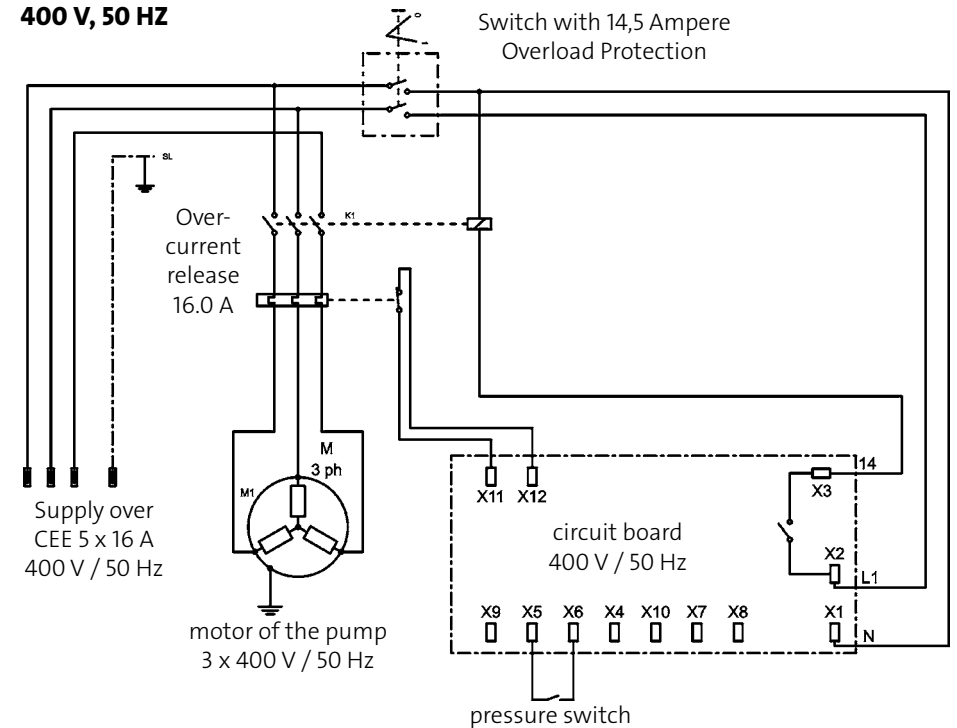 400 V, 50 HZ
Switch with 14,5 Ampere
Overload Protection
0
SL
K1
Over-
current
release
16.0 A
M
3 ph
M1
Supply over
CEE 5 x 16 A
400 V / 50 Hz
motor of the pump
3 x 400 V / 50 Hz
X11
X12
X3
14
circuit board
400 V / 50 Hz
X2
L1
X9
X5
X6
X4
X10
X7
X8
X1
N
pressure switch